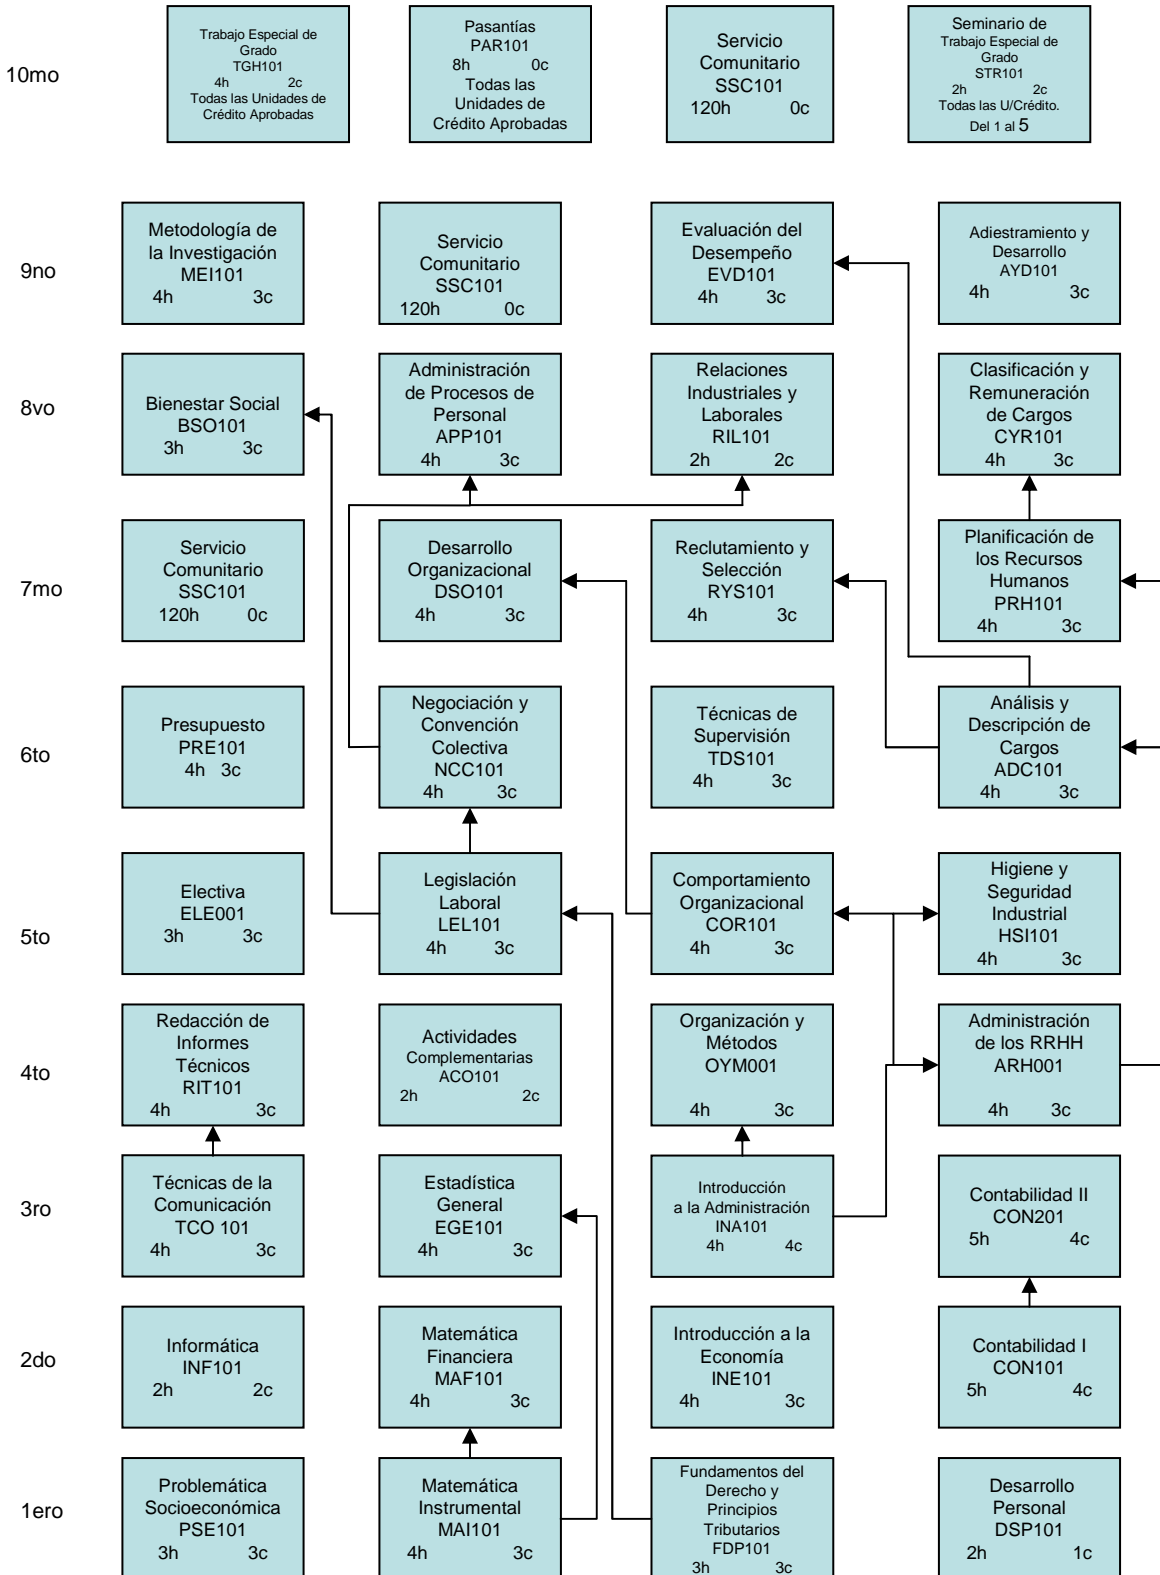 10mo
Trabajo Especial de
Grado
TGH101
4h 2c
Todas las Unidades de
Crédito Aprobadas
Pasantías
PAR101
8h 0c
Todas las
Unidades de
Crédito Aprobadas
Servicio
Comunitario
SSC101
120h 0c
Seminario de
Trabajo Especial de
Grado
STR101
2h 2c
Todas las U/Crédito.
Del 1 al 5
9no
Metodología de
la Investigación
MEI101
4h 3c
Servicio
Comunitario
SSC101
120h 0c
Evaluación del
Desempeño
EVD101
4h 3c
Adiestramiento y
Desarrollo
AYD101
4h 3c
8vo
Bienestar Social
BSO101
3h 3c
Administración
de Procesos de
Personal
APP101
4h 3c
Relaciones
Industriales y
Laborales
RIL101
2h 2c
Clasificación y
Remuneración
de Cargos
CYR101
4h 3c
7mo
Servicio
Comunitario
SSC101
120h 0c
Desarrollo
Organizacional
DSO101
4h 3c
Reclutamiento y
Selección
RYS101
4h 3c
Planificación de
los Recursos
Humanos
PRH101
4h 3c
6to
Presupuesto
PRE101
4h 3c
Negociación y
Convención
Colectiva
NCC101
4h 3c
Técnicas de
Supervisión
TDS101
4h 3c
Análisis y
Descripción de
Cargos
ADC101
4h 3c
5to
Electiva
ELE001
3h 3c
Legislación
Laboral
LEL101
4h 3c
Comportamiento
Organizacional
COR101
4h 3c
Higiene y
Seguridad
Industrial
HSI101
4h 3c
4to
Redacción de
Informes
Técnicos
RIT101
4h 3c
Actividades
Complementarias
ACO101
2h 2c
Organización y
Métodos
OYM001
4h 3c
Administración
de los RRHH
ARH001
4h 3c
3ro
Técnicas de la
Comunicación
TCO 101
4h 3c
Estadística
General
EGE101
4h 3c
Introducción
a la Administración
INA101
4h 4c
Contabilidad II
CON201
5h 4c
2do
Informática
INF101
2h 2c
Matemática
Financiera
MAF101
4h 3c
Introducción a la
Economía
INE101
4h 3c
Contabilidad I
CON101
5h 4c
1ero
Problemática
Socioeconómica
PSE101
3h 3c
Matemática
Instrumental
MAI101
4h 3c
Fundamentos del
Derecho y
Principios
Tributarios
FDP101
3h 3c
Desarrollo
Personal
DSP101
2h 1c